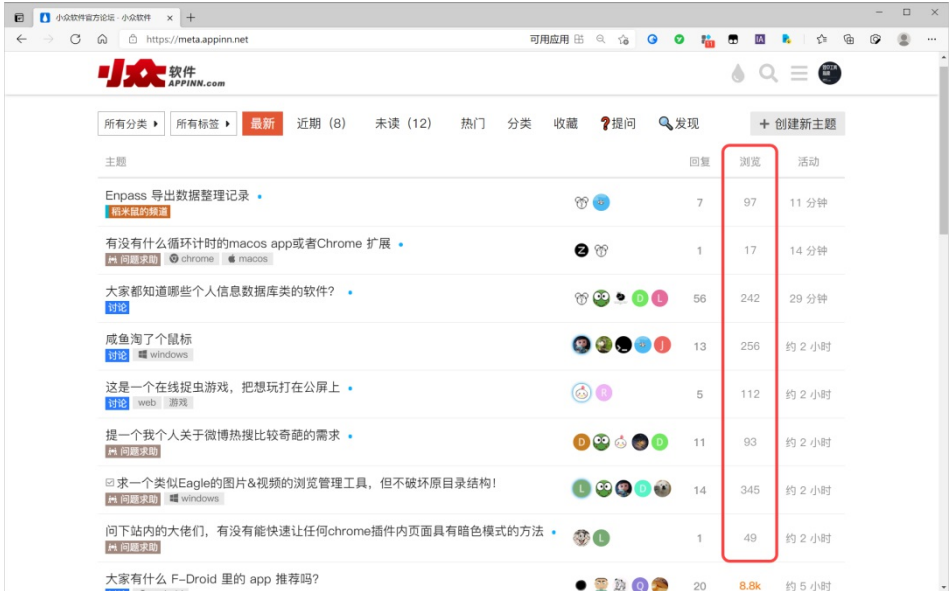 小众软件官方论坛 - 小众软件
https://meta.appinn.net
可用应用
小众 软件
APPINN.com
所有分类 所有标签 最新 近期（8） 未读（12） 热门 分类 收藏 ❓提问 🔍发现 + 创建新主题
主题 回复 浏览 活动
Enpass 导出数据整理记录
稻米鼠的频道
7 97 11 分钟
有没有什么循环计时的macos app或者Chrome 扩展
问题求助 chrome macos
1 17 14 分钟
大家都知道哪些个人信息数据库类的软件？
讨论
D L 56 242 29 分钟
咸鱼淘了个鼠标
讨论 windows
J 13 256 约 2 小时
这是一个在线捉虫游戏，把想玩打在公屏上
讨论 web 游戏
R 5 112 约 2 小时
提一个我个人关于微博热搜比较奇葩的需求
问题求助
D D 11 93 约 2 小时
求一个类似Eagle的图片&视频的浏览管理工具，但不破坏原目录结构！
问题求助 windows
L D 14 345 约 2 小时
问下站内的大佬们，有没有能快速让任何chrome插件内页面具有暗色模式的方法
问题求助
L 1 49 约 2 小时
大家有什么 F-Droid 里的 app 推荐吗?
Q 20 8.8k 约 5 小时